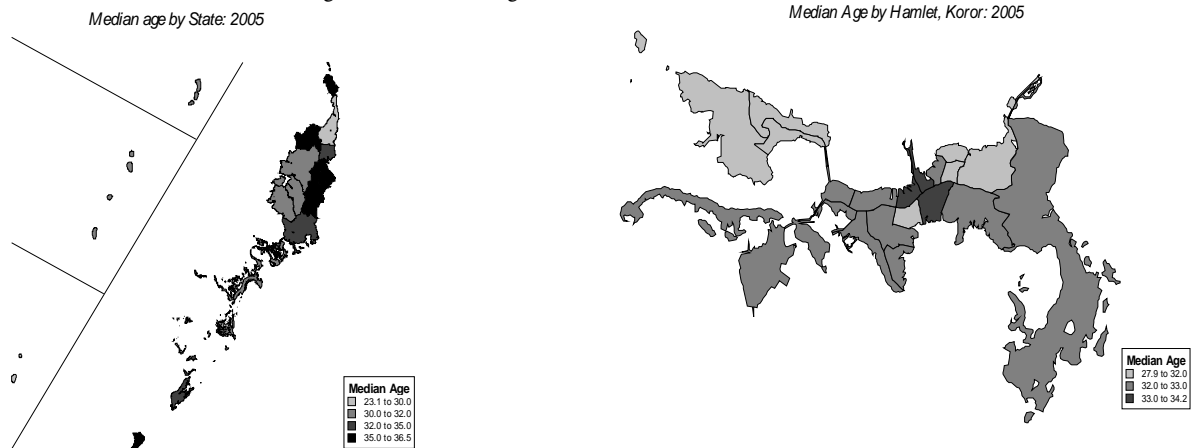 Median age by State: 2005
Median Age by Hamlet, Koror: 2005
Median Age
23.1 to 30.0
30.0 to 32.0
32.0 to 35.0
35.0 to 36.5
Median Age
27.9 to 32.0
32.0 to 33.0
33.0 to 34.2